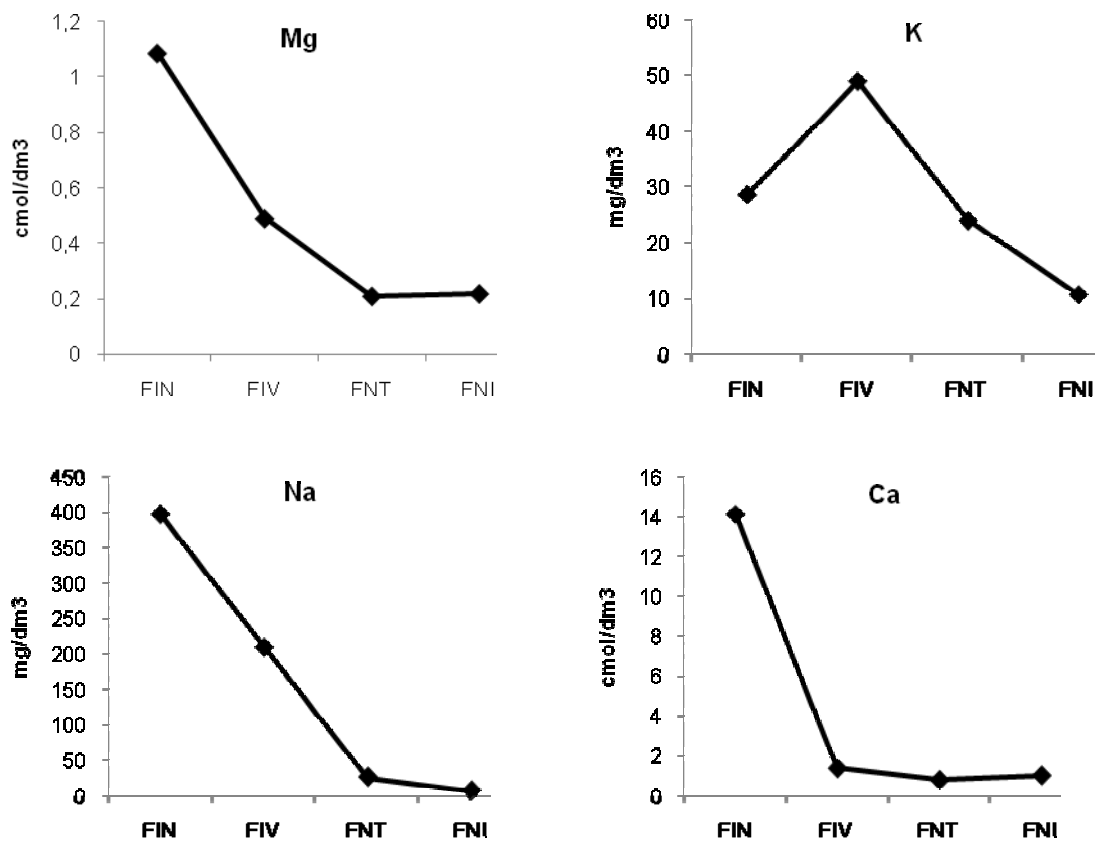 Mg
cmol/dm3
1,2
1
0,8
0,6
0,4
0,2
0
FIN FIV FNT FNI
K
mg/dm3
60
50
40
30
20
10
0
FIN FIV FNT FNI
Na
mg/dm3
450
400
350
300
250
200
150
100
50
0
FIN FIV FNT FNI
Ca
cmol/dm3
16
14
12
10
8
6
4
2
0
FIN FIV FNT FNI